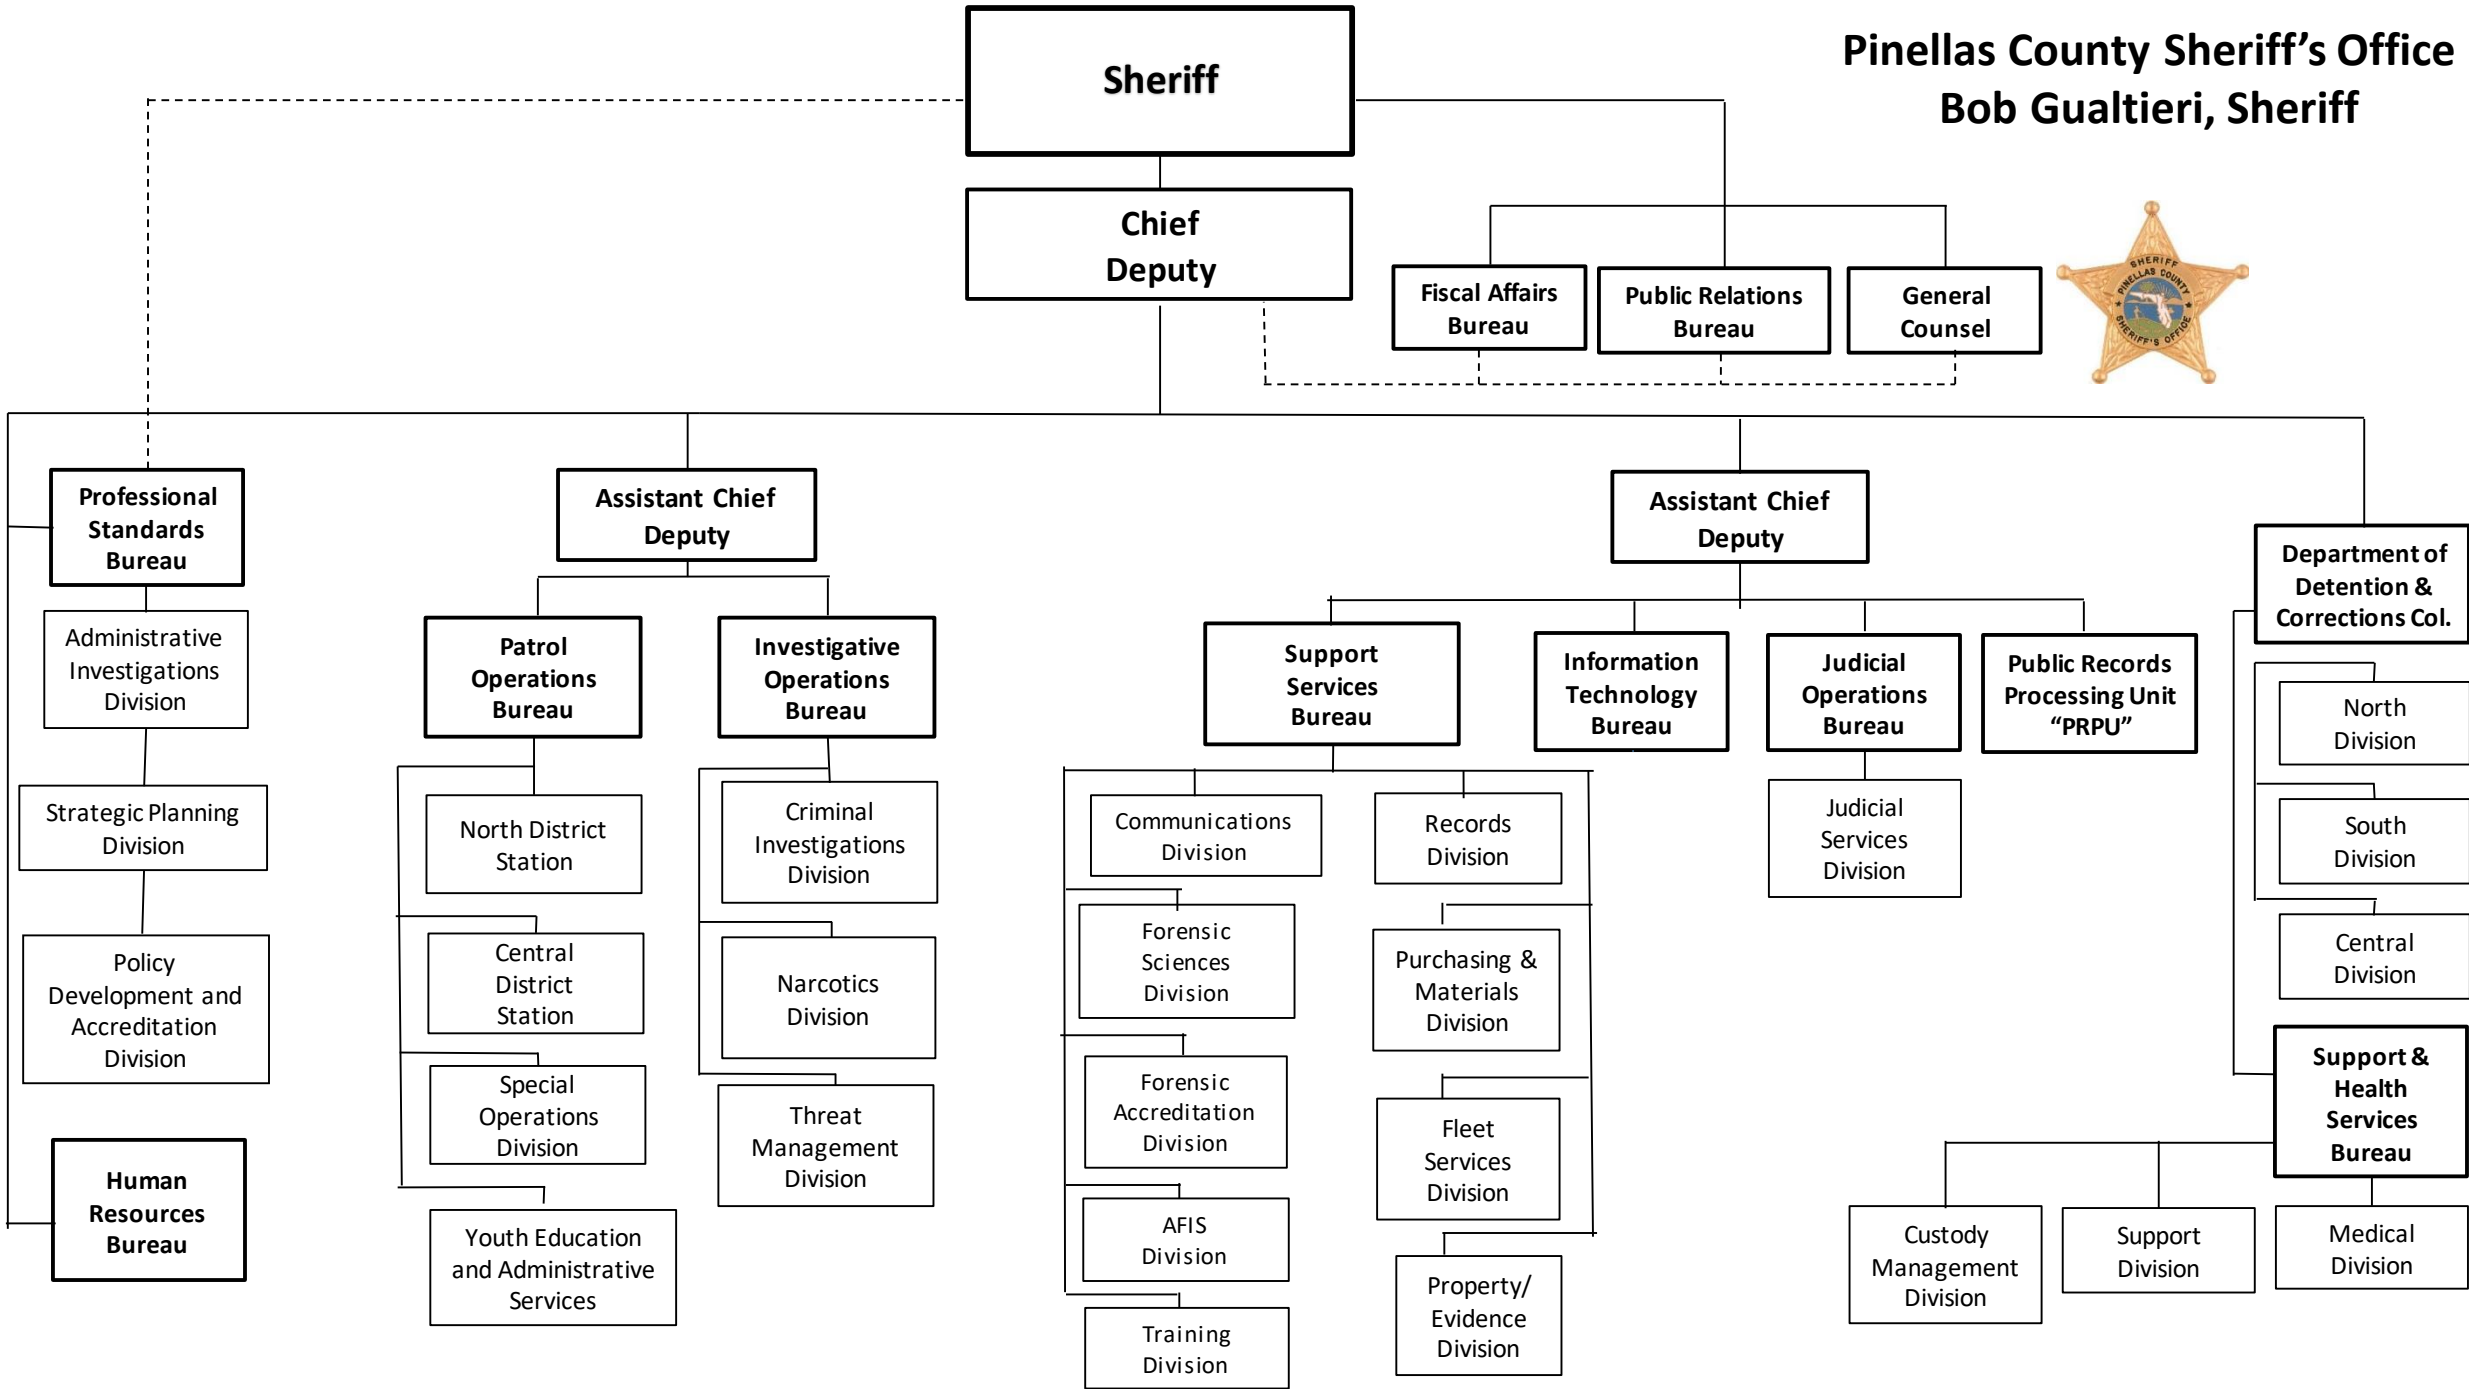 Pinellas County Sheriff’s Office
Bob Gualtieri, Sheriff
Sheriff
Chief
Deputy
Fiscal Affairs
Bureau
Public Relations
Bureau
General
Counsel
SHERIFF
PINELLAS COUNTY
SHERIFF'S OFFICE
Professional
Standards
Bureau
Administrative
Investigations
Division
Strategic Planning
Division
Policy
Development and
Accreditation
Division
Human
Resources
Bureau
Assistant Chief
Deputy
Patrol
Operations
Bureau
North District
Station
Central
District
Station
Special
Operations
Division
Youth Education
and Administrative
Services
Investigative
Operations
Bureau
Criminal
Investigations
Division
Narcotics
Division
Threat
Management
Division
Assistant Chief
Deputy
Support
Services
Bureau
Communications
Division
Forensic
Sciences
Division
Forensic
Accreditation
Division
AFIS
Division
Training
Division
Records
Division
Purchasing &
Materials
Division
Fleet
Services
Division
Property/
Evidence
Division
Information
Technology
Bureau
Judicial
Operations
Bureau
Judicial
Services
Division
Public Records
Processing Unit
“PRPU”
Department of
Detention &
Corrections Col.
North
Division
South
Division
Central
Division
Support &
Health
Services
Bureau
Custody
Management
Division
Support
Division
Medical
Division